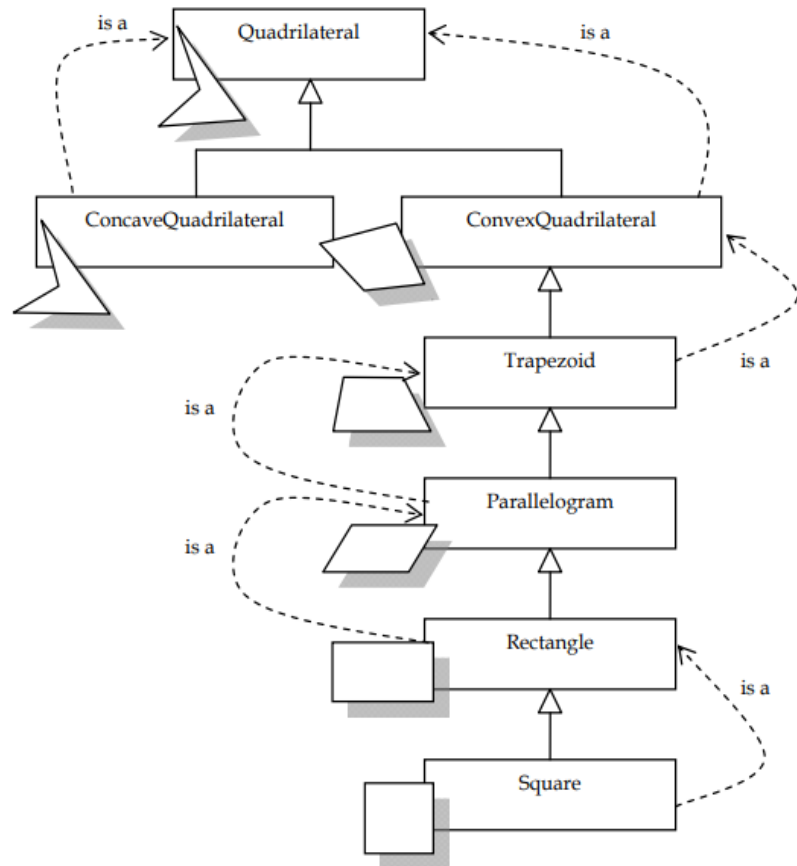 is a
Quadrilateral
is a
ConcaveQuadrilateral
ConvexQuadrilateral
Trapezoid
is a
is a
Parallelogram
is a
Rectangle
is a
Square